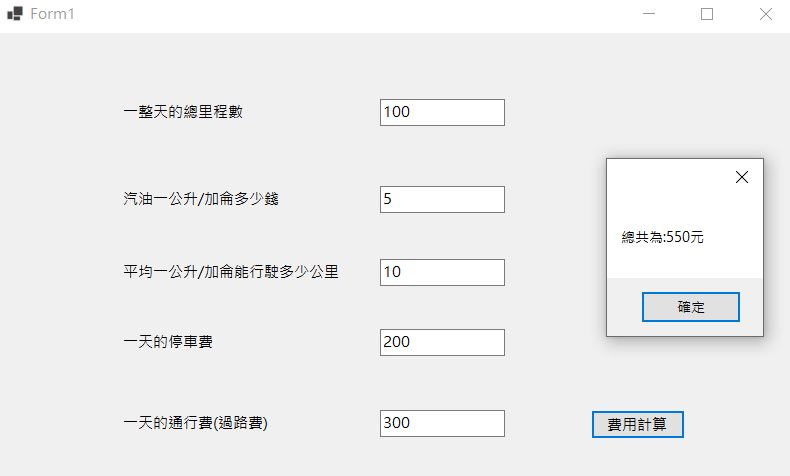 Form1
一整天的總里程數 100
汽油一公升/加侖多少錢 5
平均一公升/加侖能行駛多少公里 10
一天的停車費 200
一天的通行費(過路費) 300
費用計算
總共為:550元
確定